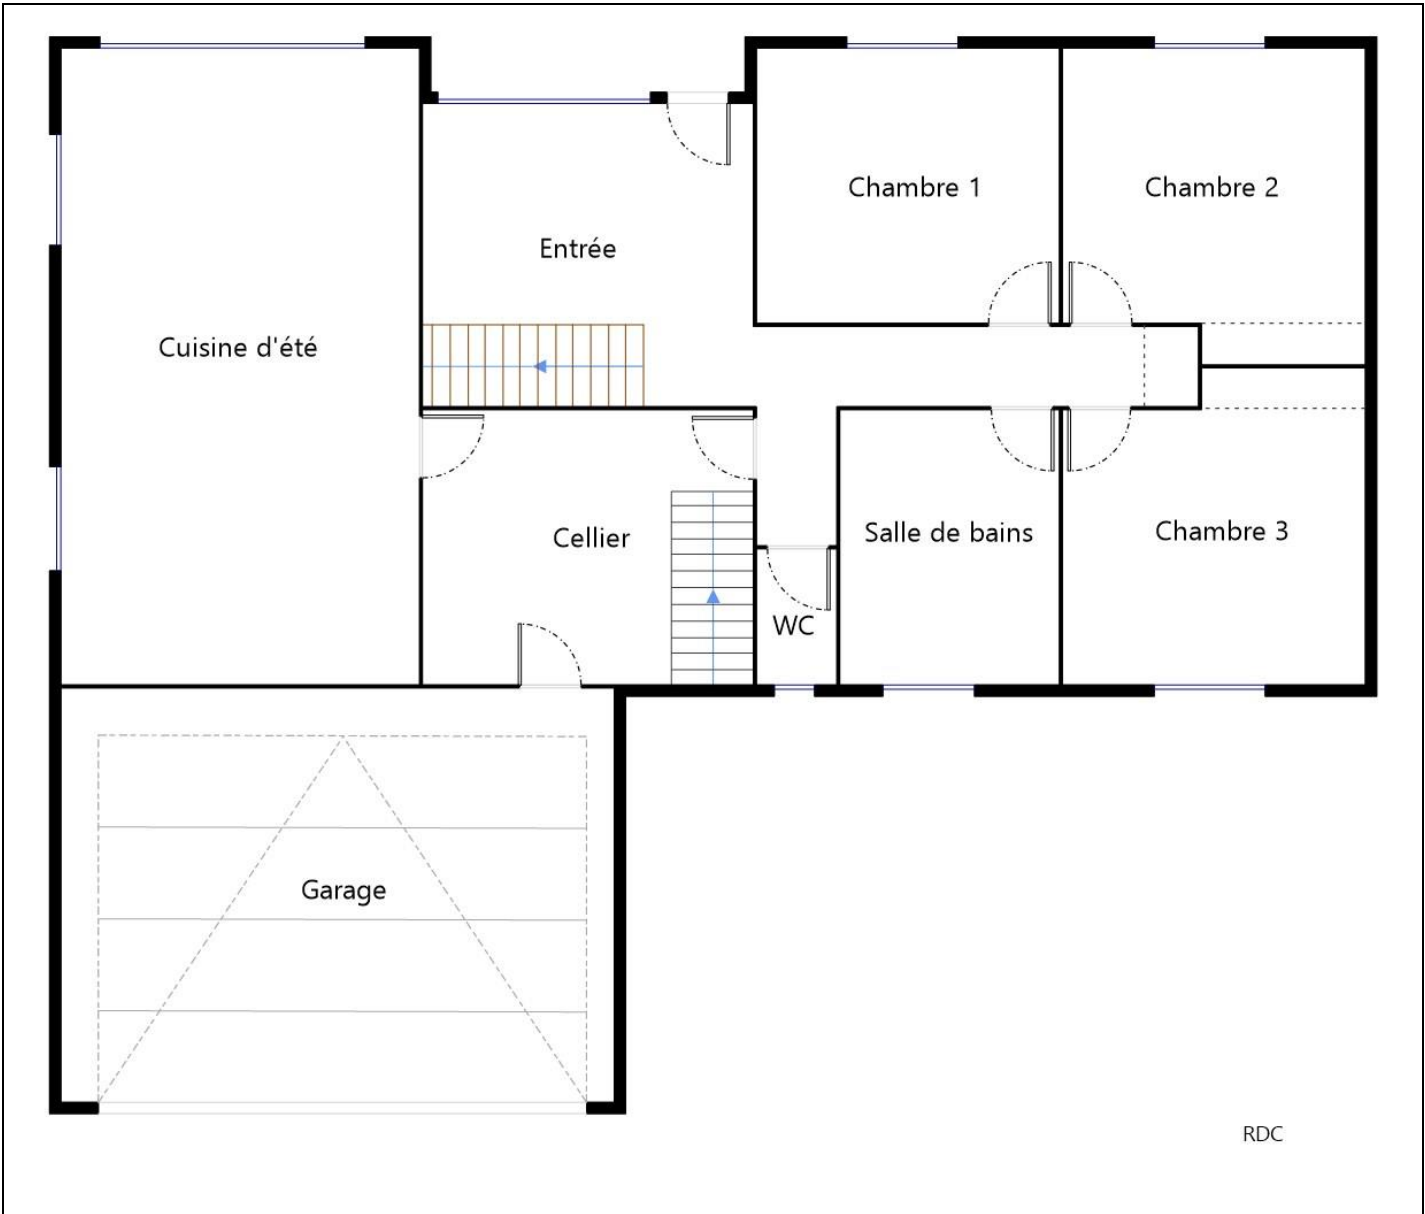 Chambre 1
Chambre 2
Entrée
Cuisine d'été
Cellier
Salle de bains
Chambre 3
WC
Garage
RDC